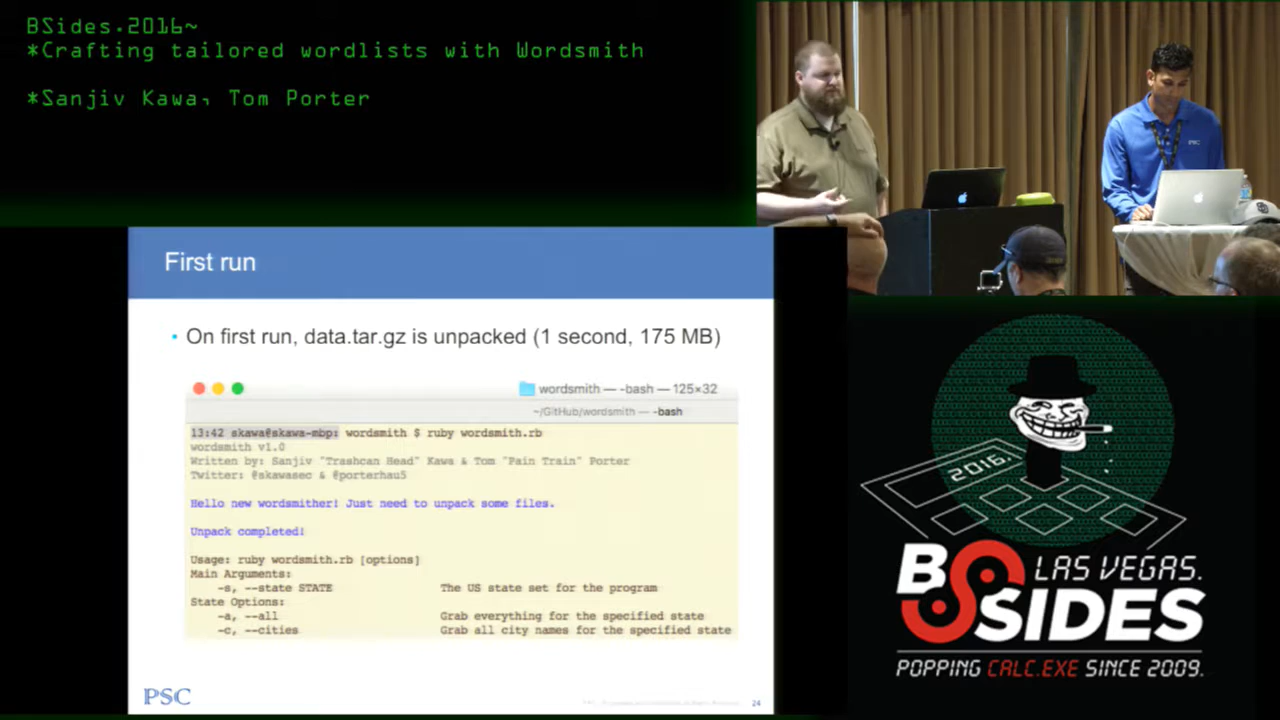 BSides.2016~
*Crafting tailored wordlists with Wordsmith
*Sanjiv Kawa, Tom Porter
PSC
First run
• On first run, data.tar.gz is unpacked (1 second, 175 MB)
wordsmith — -bash — 125×32
~/GitHub/wordsmith — -bash
13:42 skawa@skawa-mbp: wordsmith $ ruby wordsmith.rb
wordsmith v1.0
Written by: Sanjiv "Trashcan Head" Kawa & Tom "Pain Train" Porter
Twitter: @skawasec & @porterhau5
Hello new wordsmither! Just need to unpack some files.
Unpack completed!
Usage: ruby wordsmith.rb [options]
Main Arguments:
-s, --state STATE The US state set for the program
State Options:
-a, --all Grab everything for the specified state
-c, --cities Grab all city names for the specified state
PSC
24
2016.
BSIDES
LAS VEGAS.
POPPING CALC.EXE SINCE 2009.